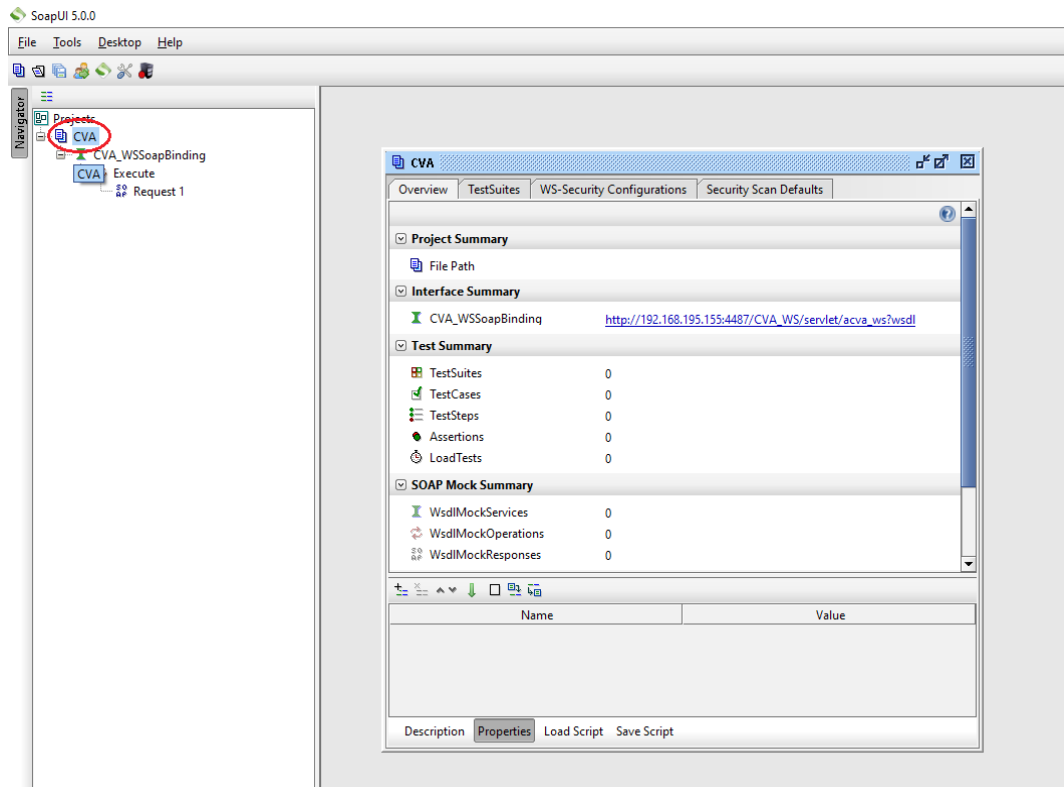 SoapUI 5.0.0
File Tools Desktop Help
Navigator
Projects
CVA
CVA_WSSoapBinding
CVA Execute
Request 1
CVA
Overview TestSuites WS-Security Configurations Security Scan Defaults
Project Summary
File Path
Interface Summary
CVA_WSSoapBinding http://192.168.195.155:4487/CVA_WS/servlet/acva_ws?wsdl
Test Summary
TestSuites 0
TestCases 0
TestSteps 0
Assertions 0
LoadTests 0
SOAP Mock Summary
WsdlMockServices 0
WsdlMockOperations 0
WsdlMockResponses 0
Name Value
Description Properties Load Script Save Script